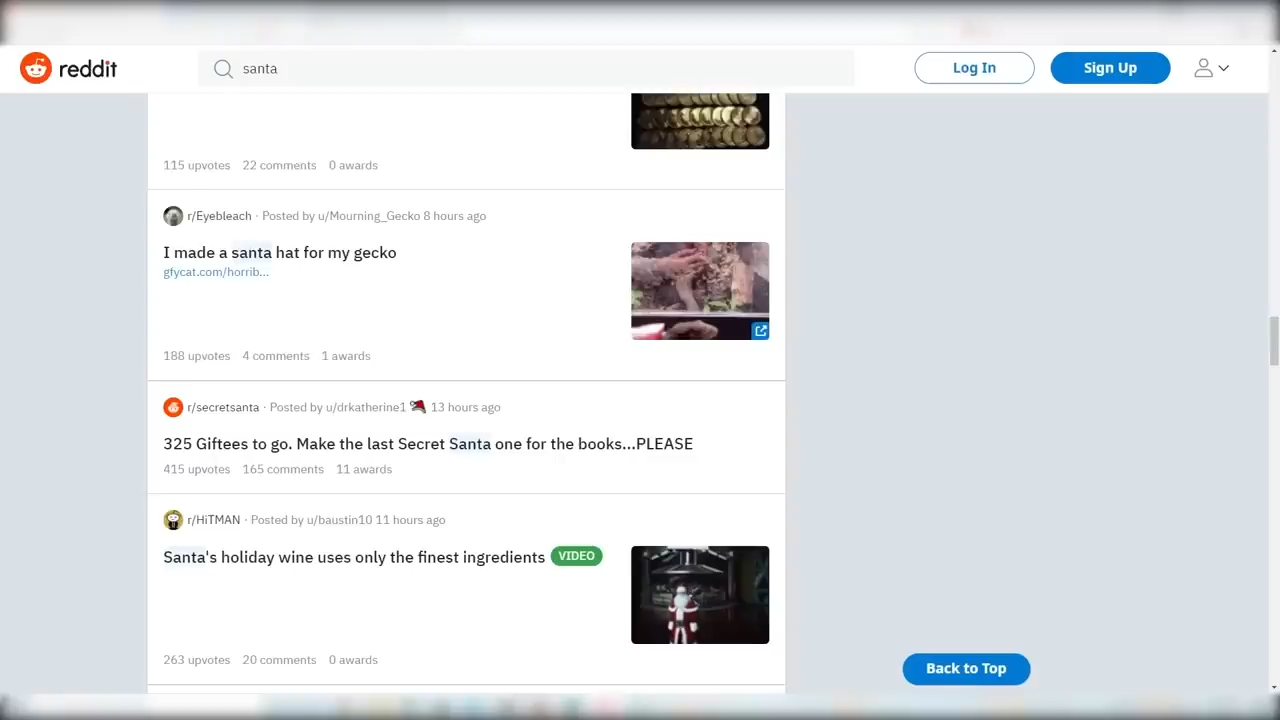 reddit
santa
Log In
Sign Up
115 upvotes 22 comments 0 awards
r/Eyebleach · Posted by u/Mourning_Gecko 8 hours ago
I made a santa hat for my gecko
gfycat.com/horrib...
188 upvotes 4 comments 1 awards
r/secretsanta · Posted by u/drkatherine1 13 hours ago
325 Giftees to go. Make the last Secret Santa one for the books...PLEASE
415 upvotes 165 comments 11 awards
r/HiTMAN · Posted by u/baustin10 11 hours ago
Santa's holiday wine uses only the finest ingredients VIDEO
263 upvotes 20 comments 0 awards
Back to Top